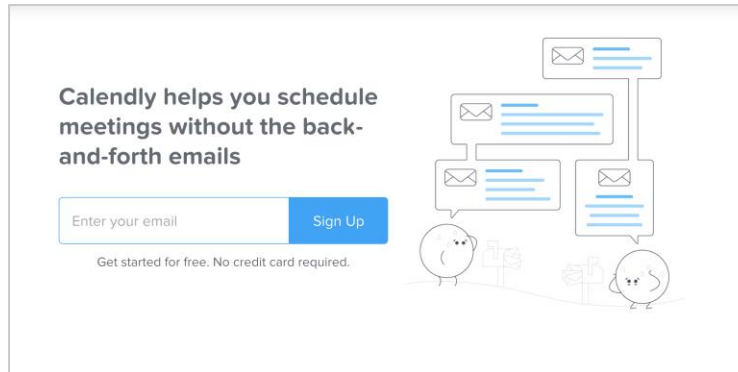 Calendly helps you schedule
meetings without the back-
and-forth emails
Enter your email
Sign Up
Get started for free. No credit card required.